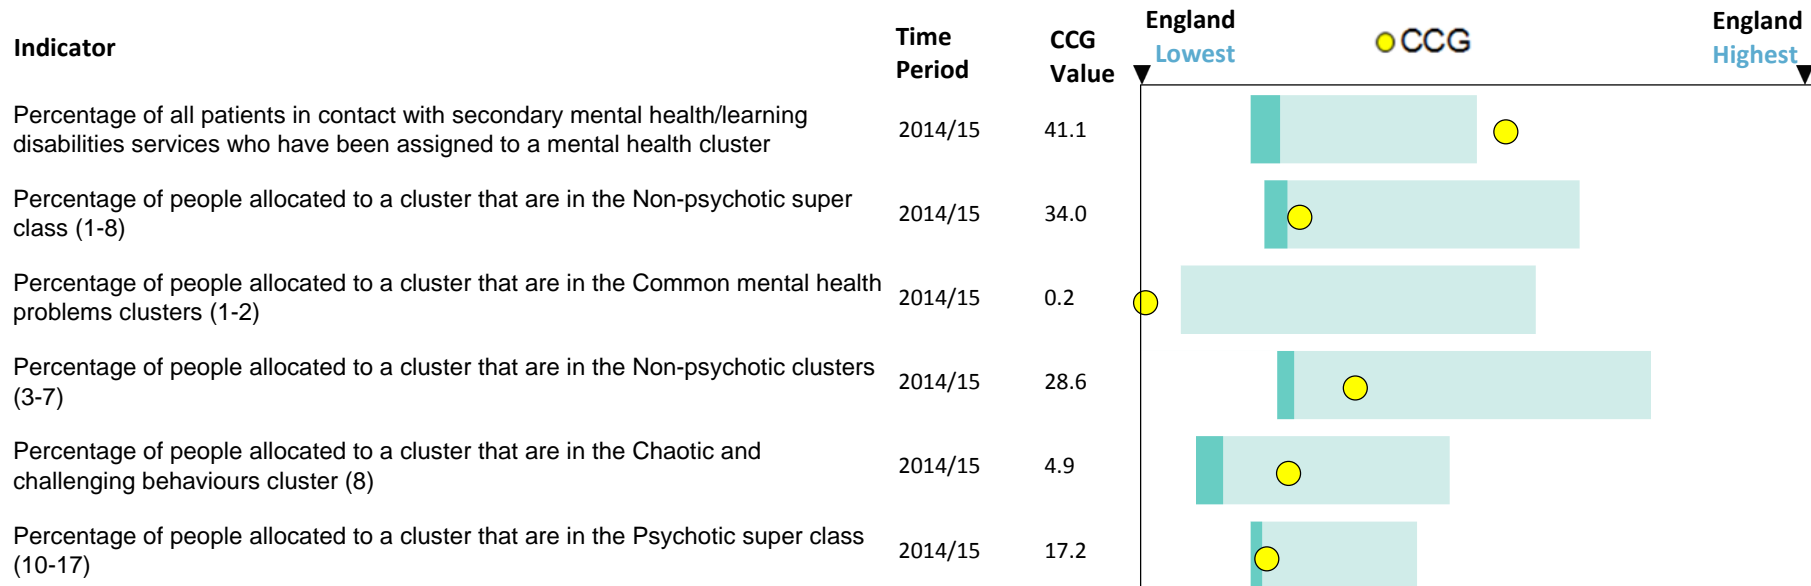 Indicator
Time
Period
CCG
Value
England
Lowest
CCG
England
Highest
Percentage of all patients in contact with secondary mental health/learning
disabilities services who have been assigned to a mental health cluster
2014/15
41.1
Percentage of people allocated to a cluster that are in the Non-psychotic super
class (1-8)
2014/15
34.0
Percentage of people allocated to a cluster that are in the Common mental health
problems clusters (1-2)
2014/15
0.2
Percentage of people allocated to a cluster that are in the Non-psychotic clusters
(3-7)
2014/15
28.6
Percentage of people allocated to a cluster that are in the Chaotic and
challenging behaviours cluster (8)
2014/15
4.9
Percentage of people allocated to a cluster that are in the Psychotic super class
(10-17)
2014/15
17.2